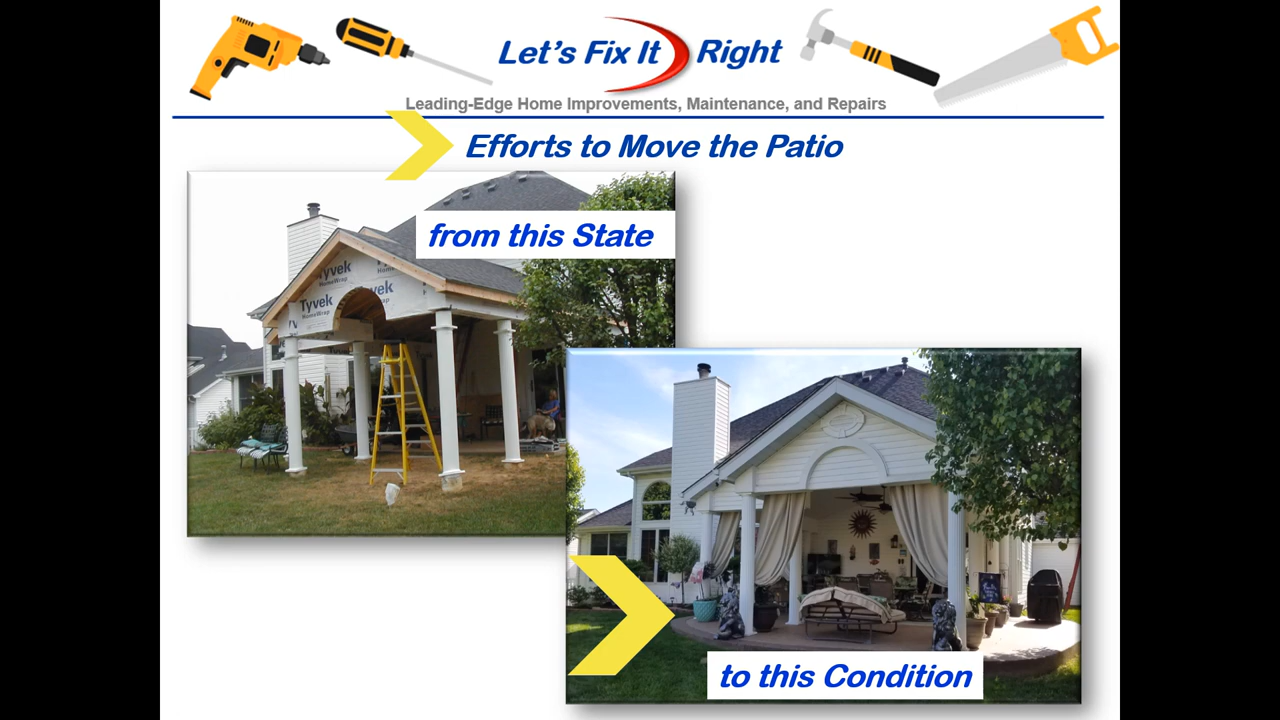 Let's Fix It Right
Leading-Edge Home Improvements, Maintenance, and Repairs
Efforts to Move the Patio
from this State
Tyvek
HomeWrap
Tyvek
HomeWrap
to this Condition